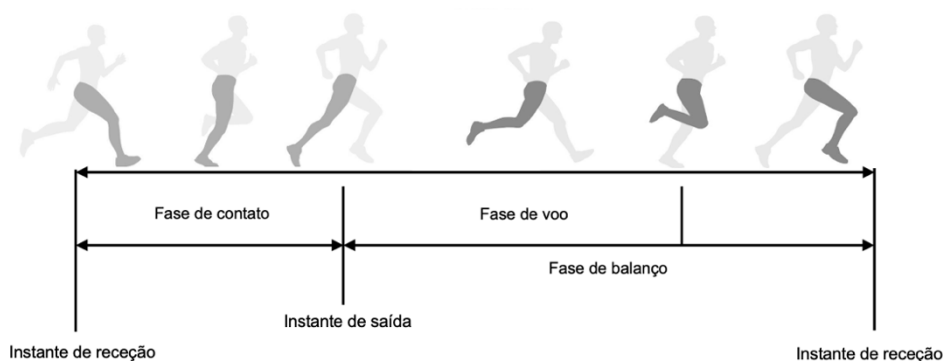 Fase de contato
Fase de voo
Fase de balanço
Instante de saída
Instante de receção
Instante de receção